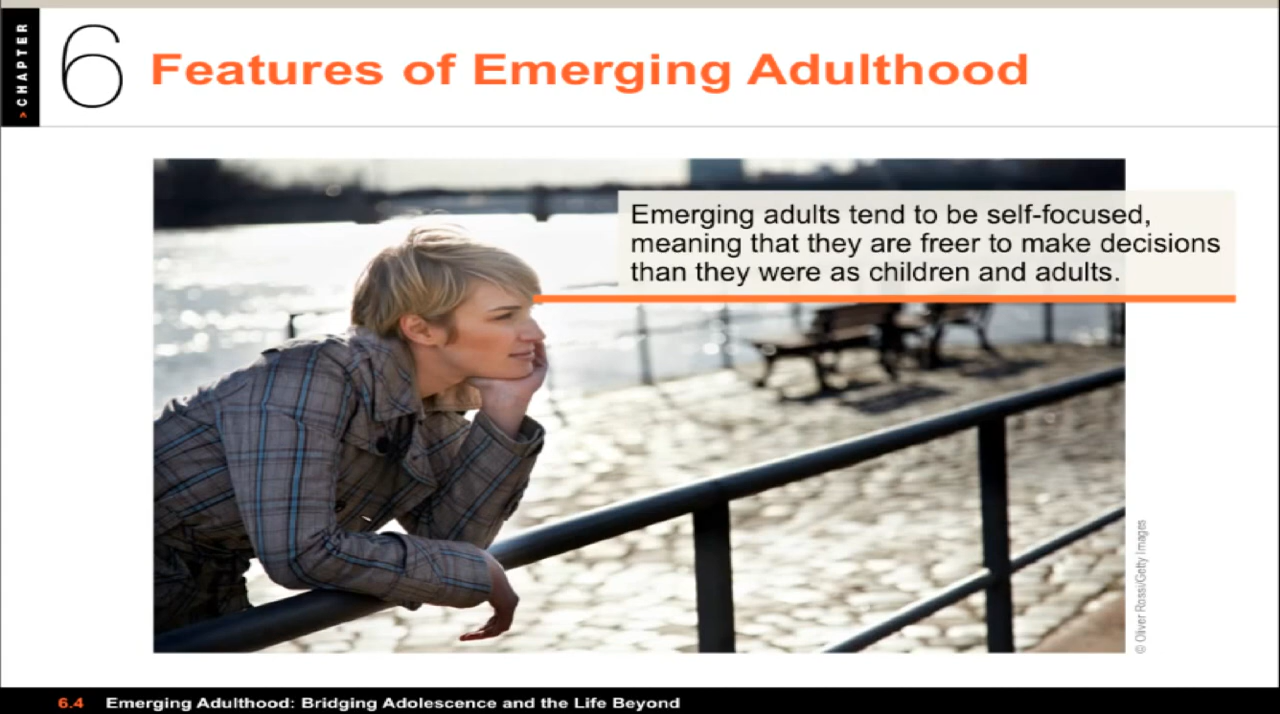 > CHAPTER
6
Features of Emerging Adulthood
Emerging adults tend to be self-focused,
meaning that they are freer to make decisions
than they were as children and adults.
© Oliver Rossi/Getty Images
6.4 Emerging Adulthood: Bridging Adolescence and the Life Beyond